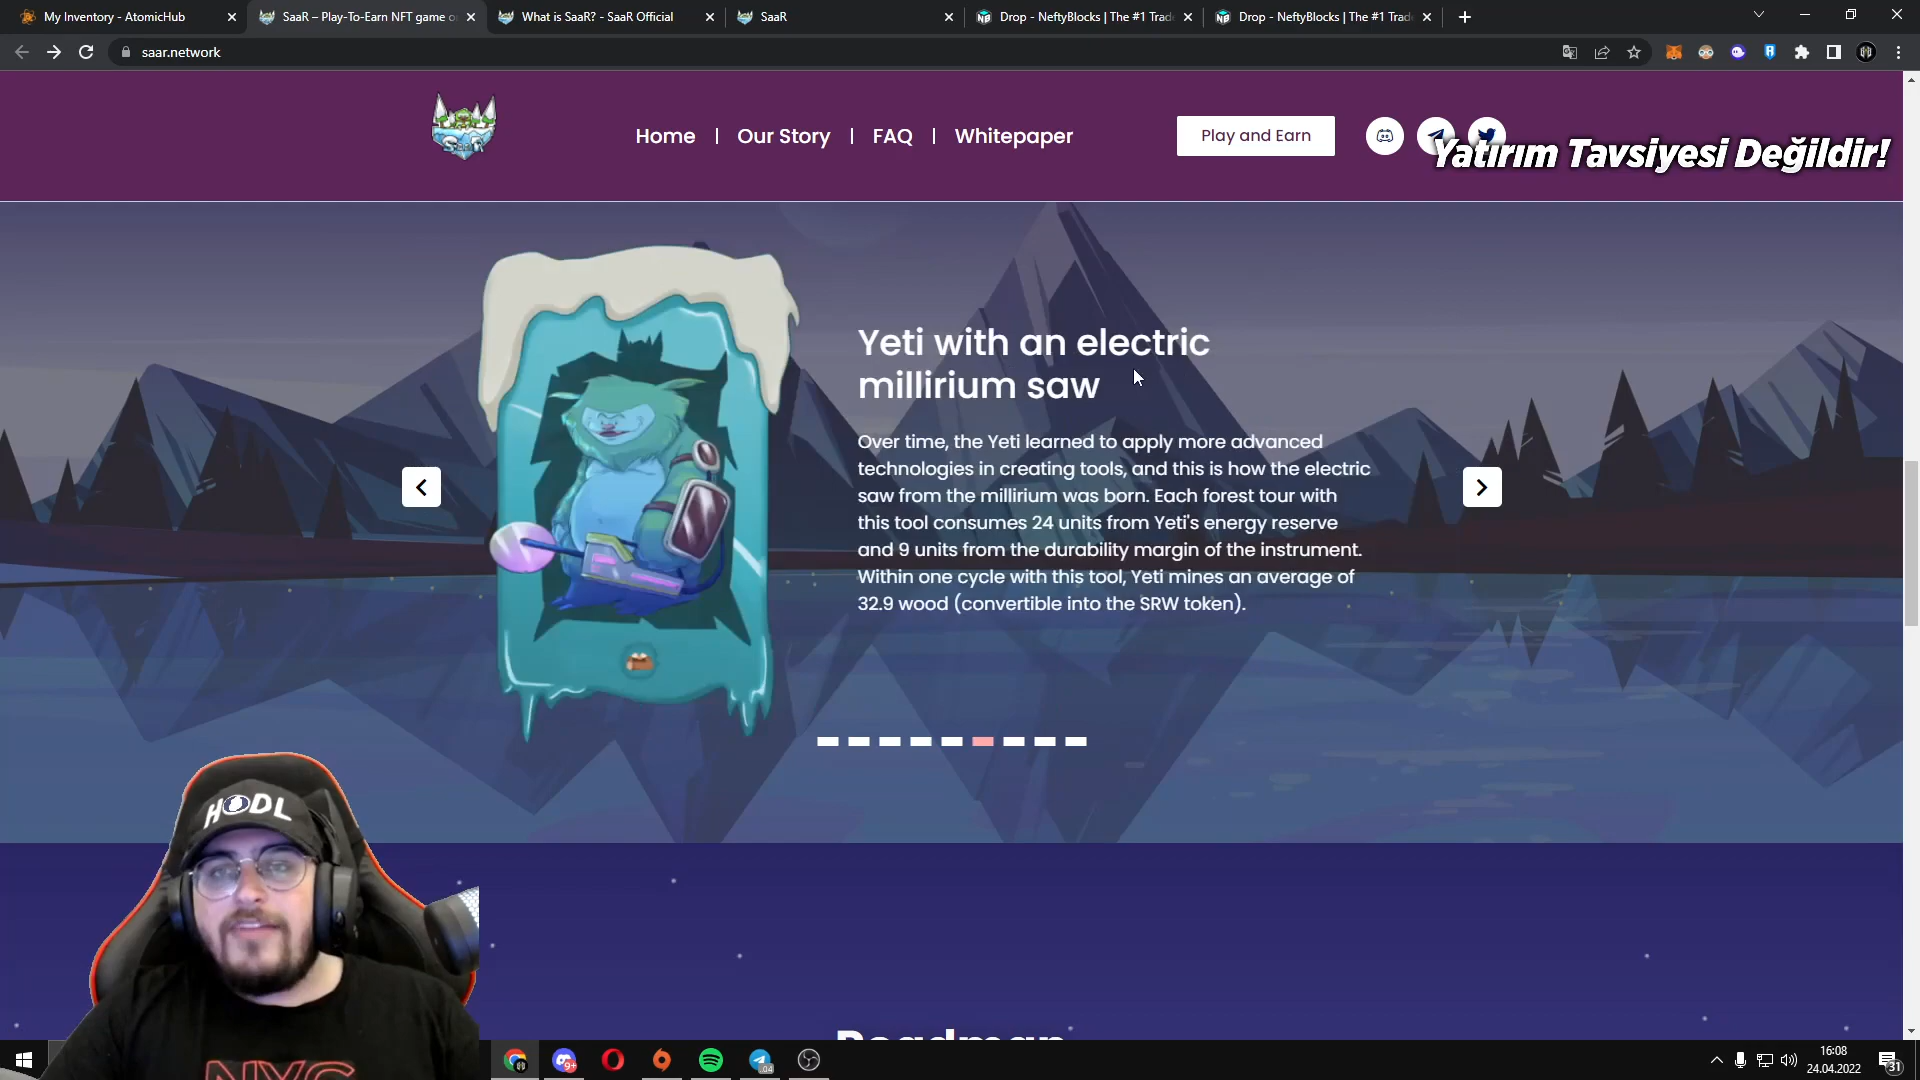 My Inventory - AtomicHub
SaaR – Play-To-Earn NFT game o
What is SaaR? - SaaR Official
SaaR
Drop - NeftyBlocks | The #1 Trad
Drop - NeftyBlocks | The #1 Trad
saar.network
SaaR
Home
Our Story
FAQ
Whitepaper
Play and Earn
Yatırım Tavsiyesi Değildir!
Yeti with an electric
millirium saw
Over time, the Yeti learned to apply more advanced
technologies in creating tools, and this is how the electric
saw from the millirium was born. Each forest tour with
this tool consumes 24 units from Yeti's energy reserve
and 9 units from the durability margin of the instrument.
Within one cycle with this tool, Yeti mines an average of
32.9 wood (convertible into the SRW token).
HODL
Roadmap
NYC
9+
04
16:08
24.04.2022
31